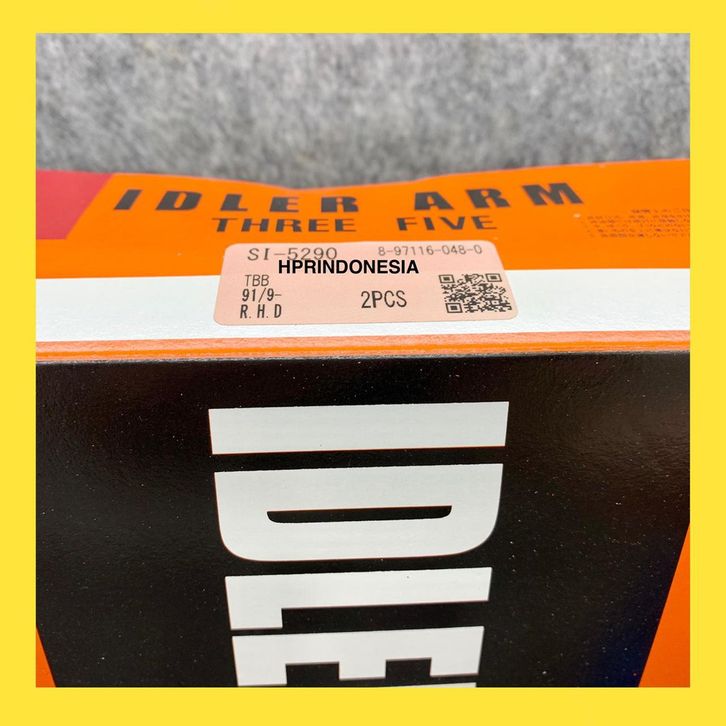 IDLER ARM
THREE FIVE
SI-5290 8-97116-048-0
HPRINDONESIA
TBB
91/9- 2PCS
R.H.D
IDLE